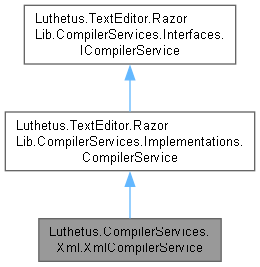 Luthetus.TextEditor.Razor
Lib.CompilerServices.Interfaces.
ICompilerService
Luthetus.TextEditor.Razor
Lib.CompilerServices.Implementations.
CompilerService
Luthetus.CompilerServices.
Xml.XmlCompilerService